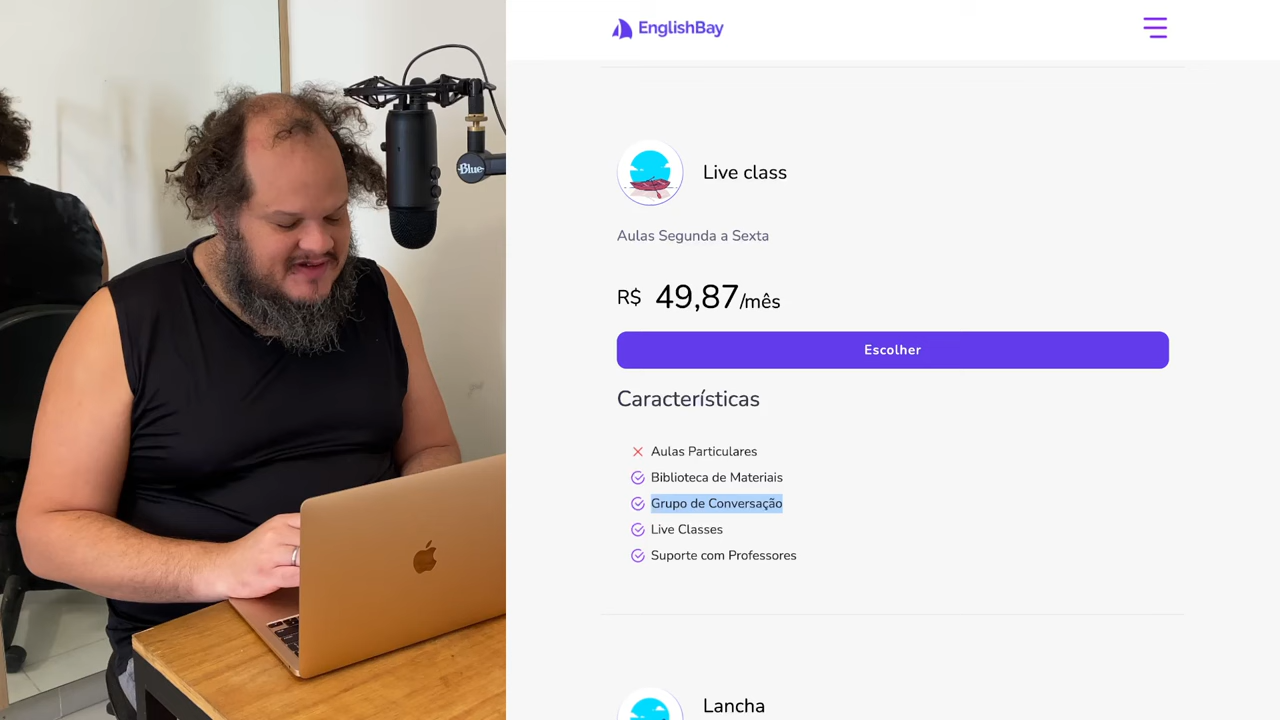 EnglishBay
Blue
Live class
Aulas Segunda a Sexta
R$ 49,87/mês
Escolher
Características
Aulas Particulares
Biblioteca de Materiais
Grupo de Conversação
Live Classes
Suporte com Professores
Lancha